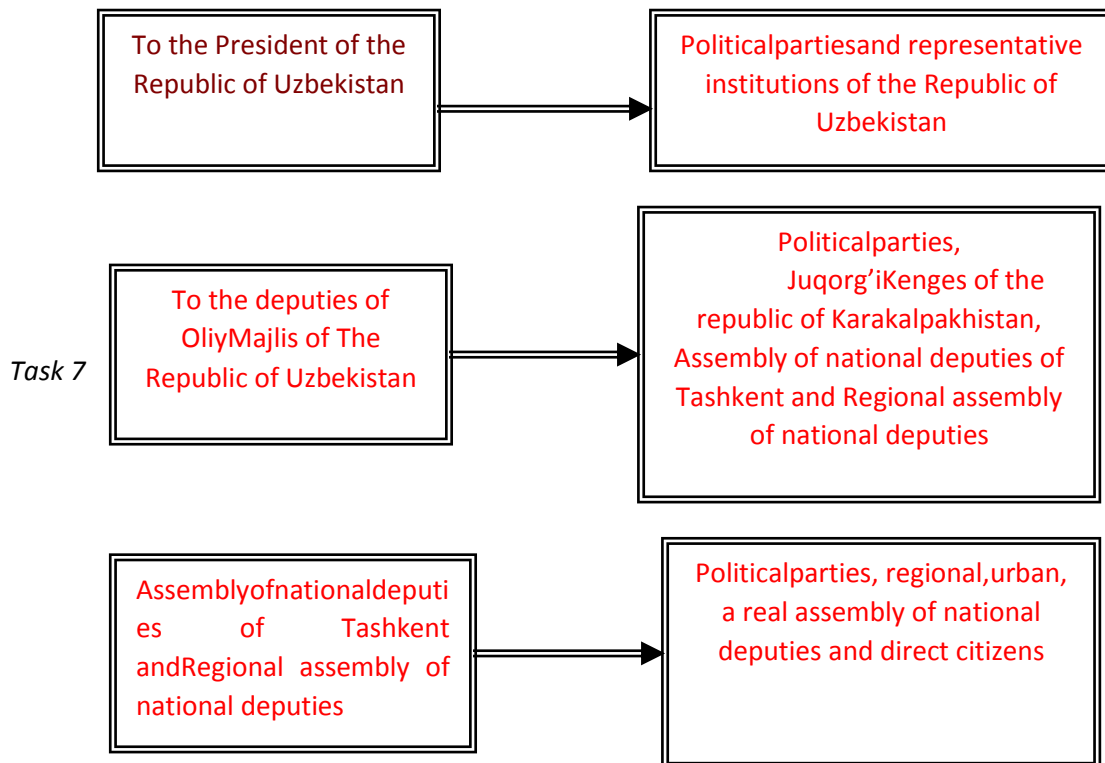 To the President of the
Republic of Uzbekistan
Politicalpartiesand representative
institutions of the Republic of
Uzbekistan
Task 7
To the deputies of
OliyMajlis of The
Republic of Uzbekistan
Politicalparties,
Juqorg’iKenges of the
republic of Karakalpakhistan,
Assembly of national deputies of
Tashkent and Regional assembly
of national deputies
Assemblyofnationaldeputi
es of Tashkent
andRegional assembly of
national deputies
Politicalparties, regional,urban,
a real assembly of national
deputies and direct citizens